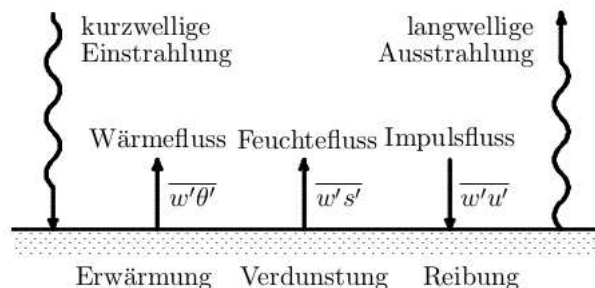 kurzwellige
Einstrahlung
langwellige
Ausstrahlung
Wärmefluss Feuchtefluss Impulsfluss
w'θ' w's' w'u'
Erwärmung Verdunstung Reibung